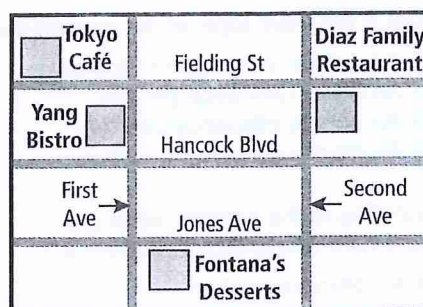 Tokyo
Café
Fielding St
Diaz Family
Restaurant
Yang
Bistro
Hancock Blvd
First
Ave
Second
Ave
Jones Ave
Fontana's
Desserts